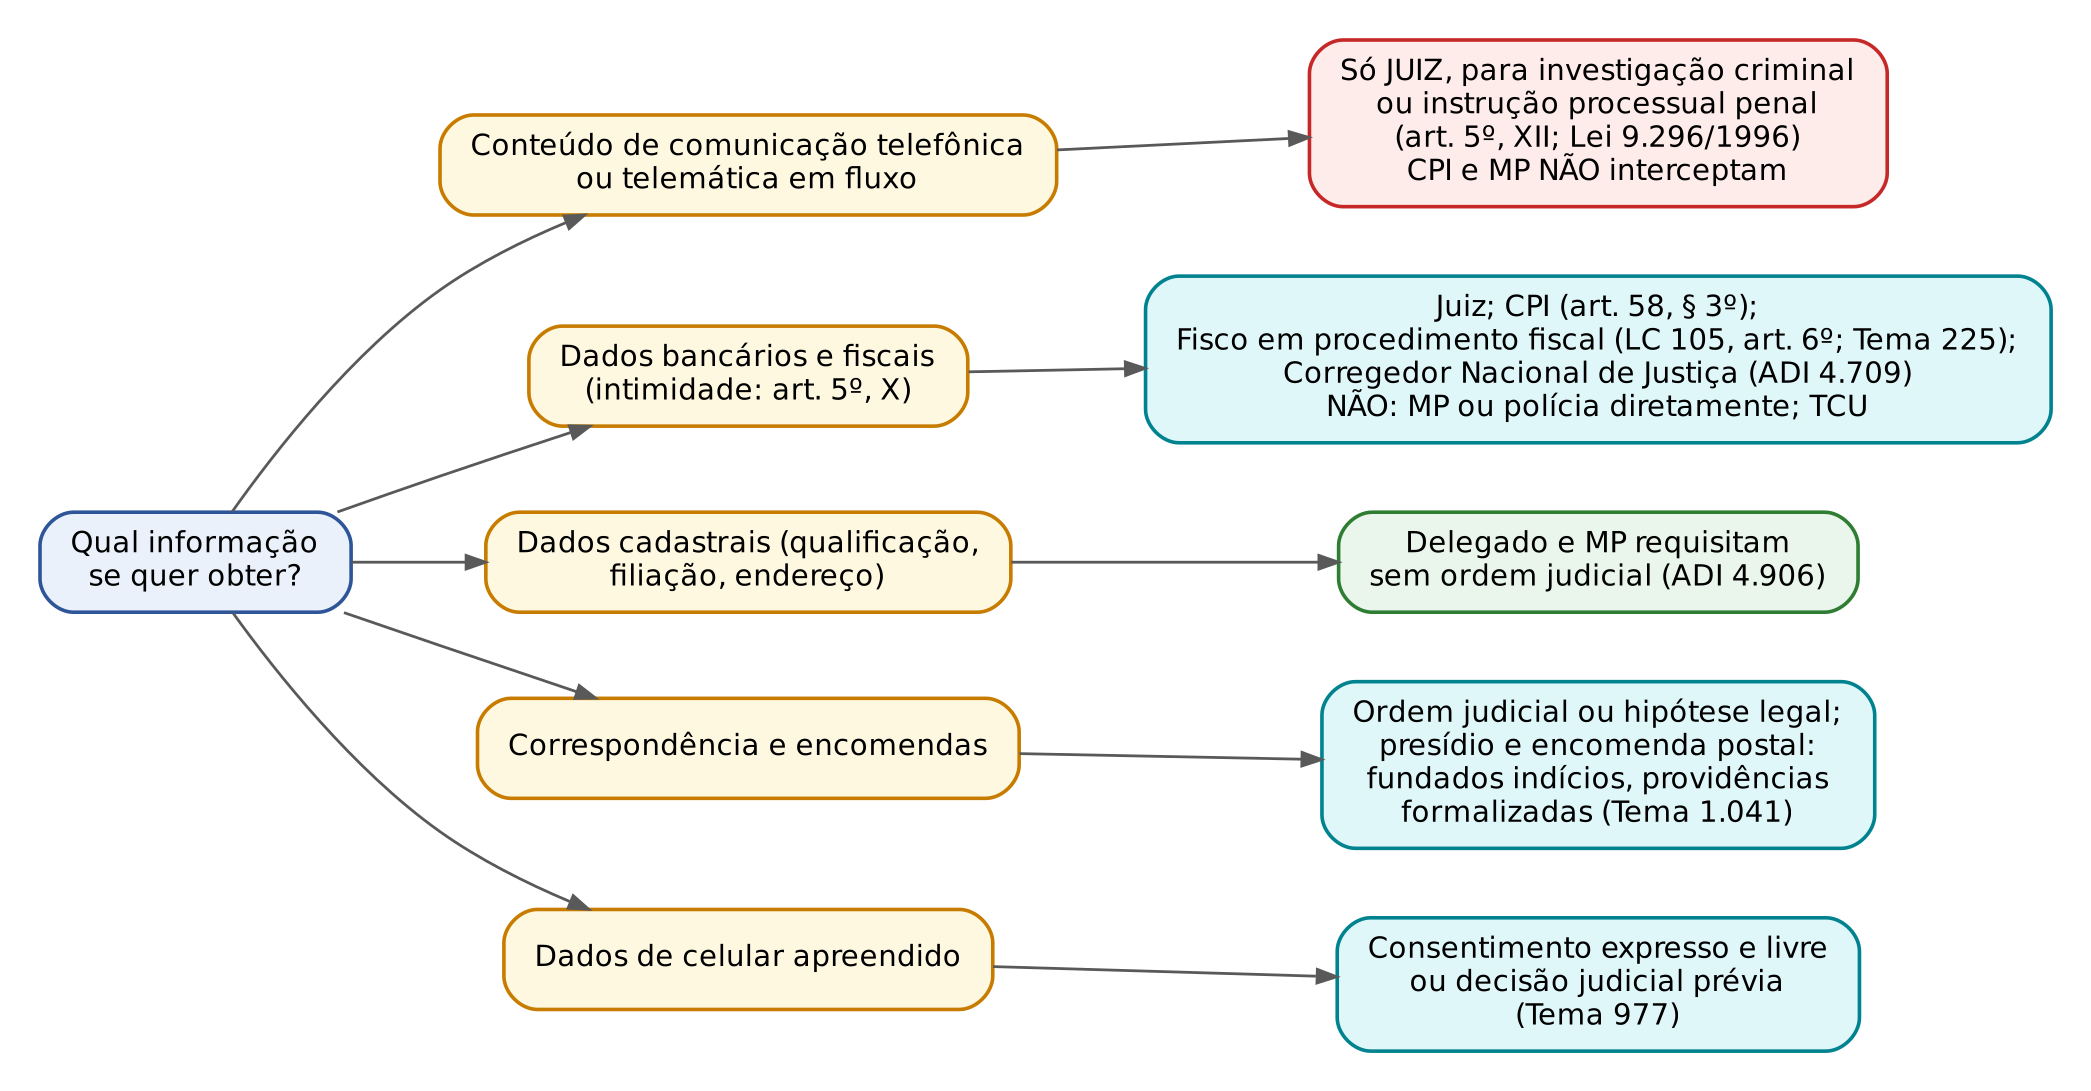 Qual informação
se quer obter?
Conteúdo de comunicação telefônica
ou telemática em fluxo
Só JUIZ, para investigação criminal
ou instrução processual penal
(art. 5º, XII; Lei 9.296/1996)
CPI e MP NÃO interceptam
Dados bancários e fiscais
(intimidade: art. 5º, X)
Juiz; CPI (art. 58, § 3º);
Fisco em procedimento fiscal (LC 105, art. 6º; Tema 225);
Corregedor Nacional de Justiça (ADI 4.709)
NÃO: MP ou polícia diretamente; TCU
Dados cadastrais (qualificação,
filiação, endereço)
Delegado e MP requisitam
sem ordem judicial (ADI 4.906)
Correspondência e encomendas
Ordem judicial ou hipótese legal;
presídio e encomenda postal:
fundados indícios, providências
formalizadas (Tema 1.041)
Dados de celular apreendido
Consentimento expresso e livre
ou decisão judicial prévia
(Tema 977)